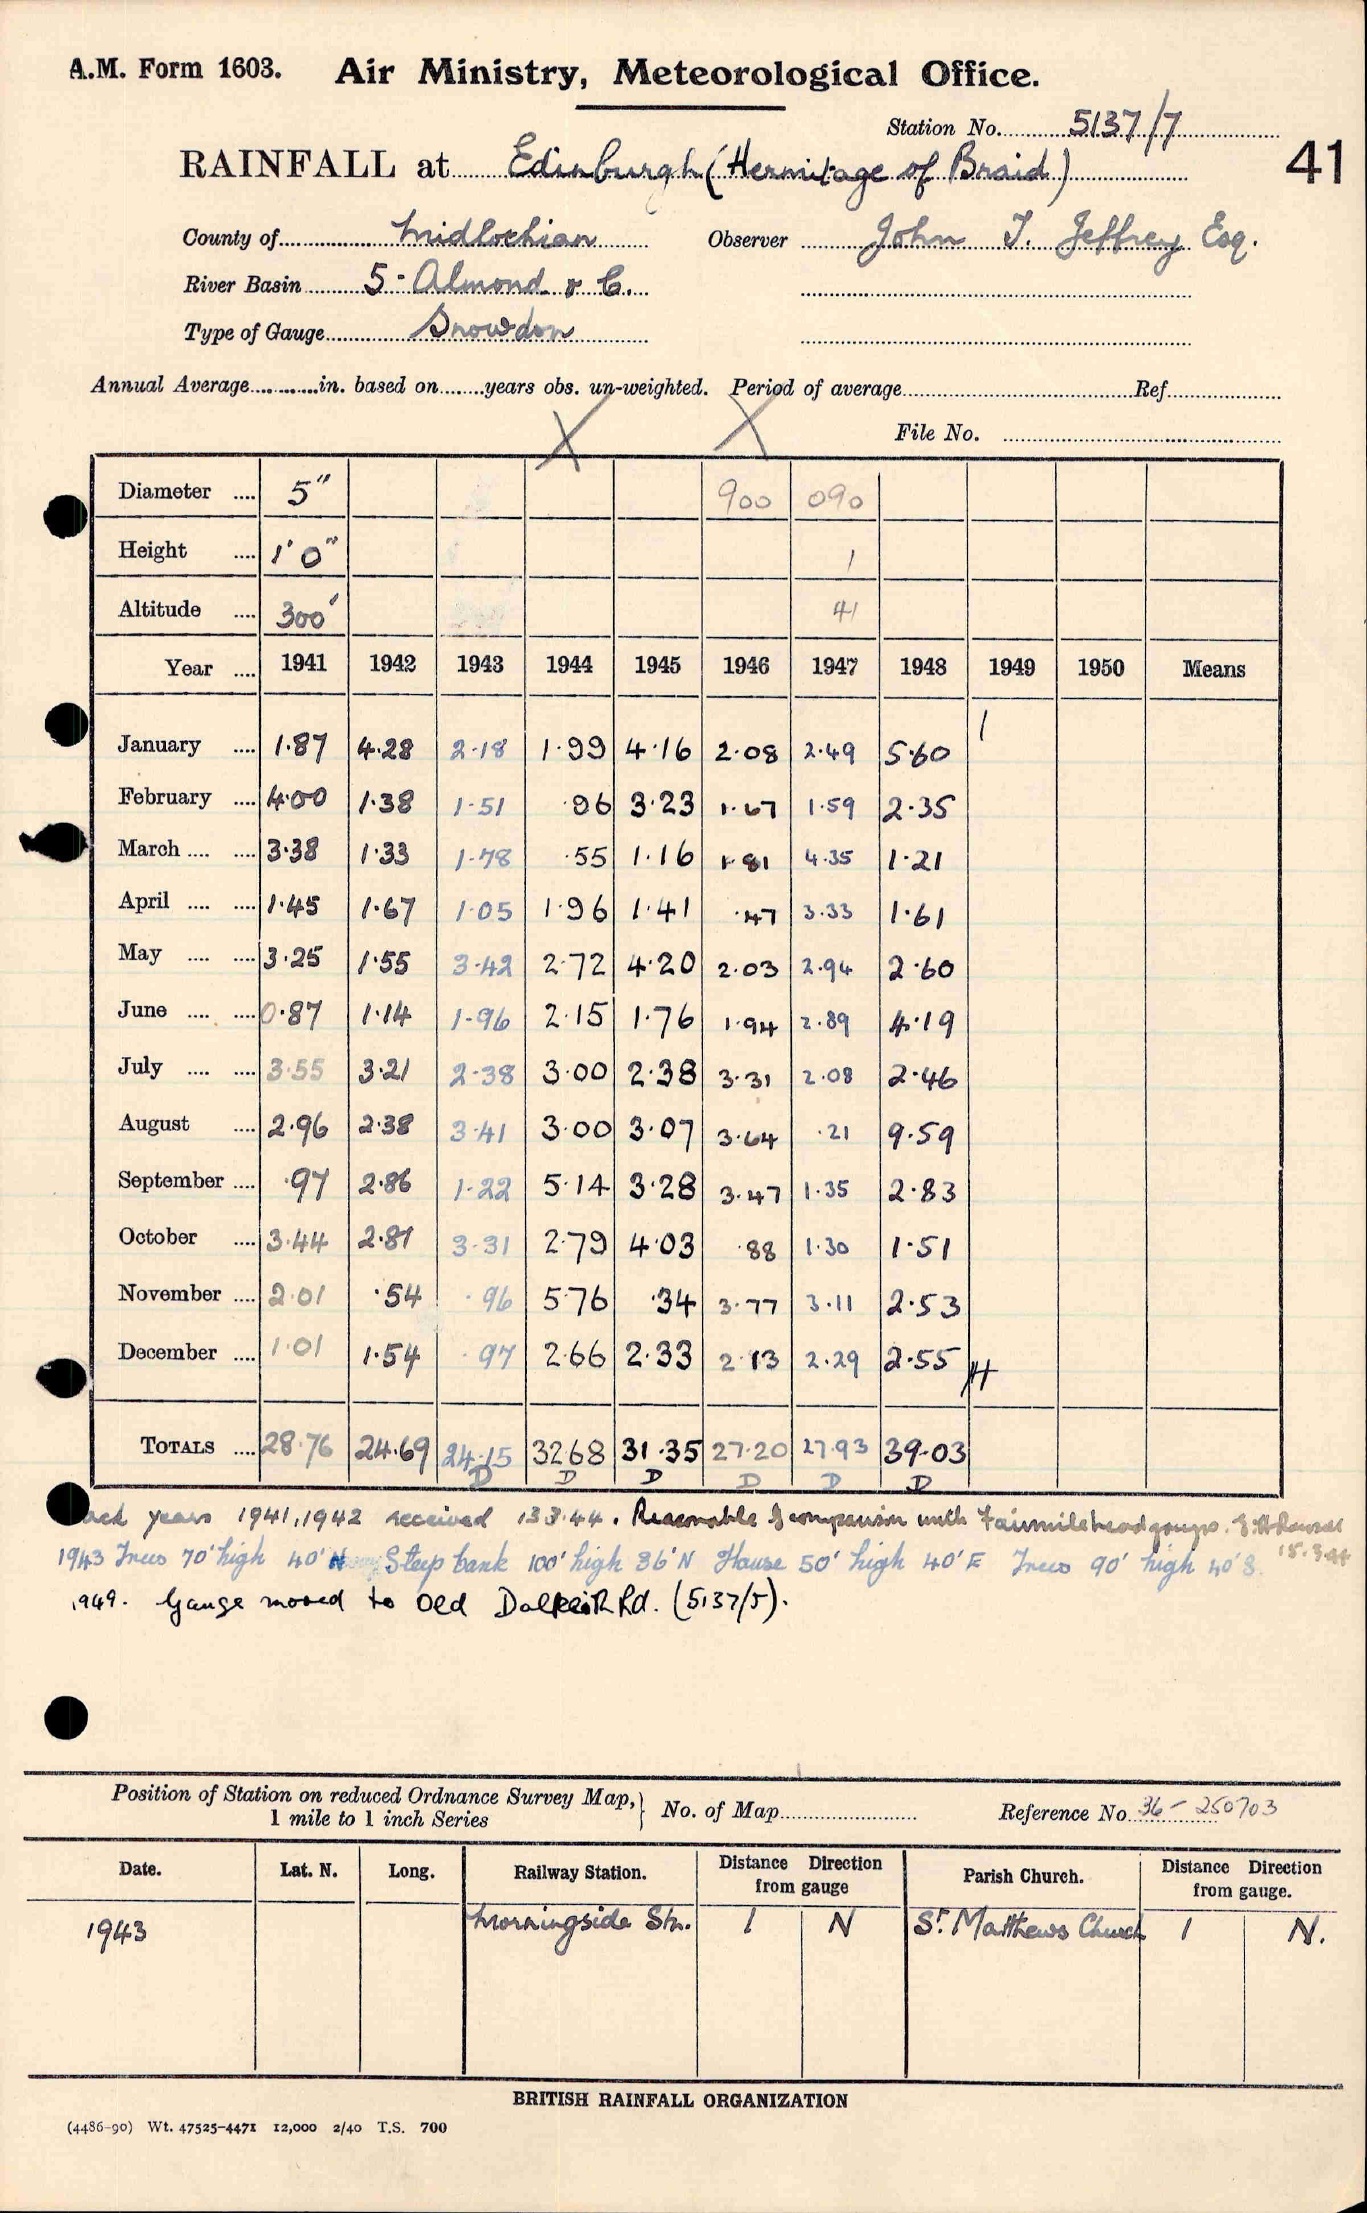 A.M. Form 1603. Air Ministry, Meteorological Office.
Station No. 5137/7
RAINFALL at Edinburgh (Hermitage of Braid) 41
County of Midlothian Observer John T. Jeffrey Esq.
River Basin 5 - Almond & C.
Type of Gauge Snowdon
Annual Average in. based on years obs. un-weighted. Period of average Ref.
File No.
Diameter 5" 900 090
Height 1' 0" 1
Altitude 300' 41
Year 1941 1942 1943 1944 1945 1946 1947 1948 1949 1950 Means
January 1.87 4.28 2.18 1.99 4.16 2.08 2.49 5.60
February 4.00 1.38 1.51 .96 3.23 1.67 1.59 2.35
March 3.38 1.33 1.78 .55 1.16 1.81 4.35 1.21
April 1.45 1.67 1.05 1.96 1.41 .47 3.33 1.61
May 3.25 1.55 3.42 2.72 4.20 2.03 2.94 2.60
June 0.87 1.14 1.96 2.15 1.76 1.94 2.89 4.19
July 3.55 3.21 2.38 3.00 2.38 3.31 2.08 2.46
August 2.96 2.38 3.41 3.00 3.07 3.64 .21 9.59
September .97 2.86 1.22 5.14 3.28 3.47 1.35 2.83
October 3.44 2.81 3.31 2.79 4.03 .88 1.30 1.51
November 2.01 .54 .96 5.76 .34 3.77 3.11 2.53
December 1.01 1.54 .97 2.66 2.33 2.13 2.29 2.55
TOTALS 28.76 24.69 24.15 32.68 31.35 27.20 27.93 39.03
D D D D D D
years 1941, 1942 received 13.3.44. Reasonable comparison with Fairmilehead
1943 Trees 70' high 40' Steep bank 100' high 86' N House 50' high 40' E Trees 90' high 40' S.
1949. Gauge moved to Old Dalkeith Rd. (5137/5).
Position of Station on reduced Ordnance Survey Map, 1 mile to 1 inch Series No. of Map Reference No. 36 - 250703
Date. Lat. N. Long. Railway Station. Distance Direction from gauge Parish Church. Distance Direction from gauge.
1943 Morningside Stn. 1 N St. Matthews Church 1 N.
BRITISH RAINFALL ORGANIZATION
(4486-90) Wt. 47525-4471 12,000 2/40 T.S. 700